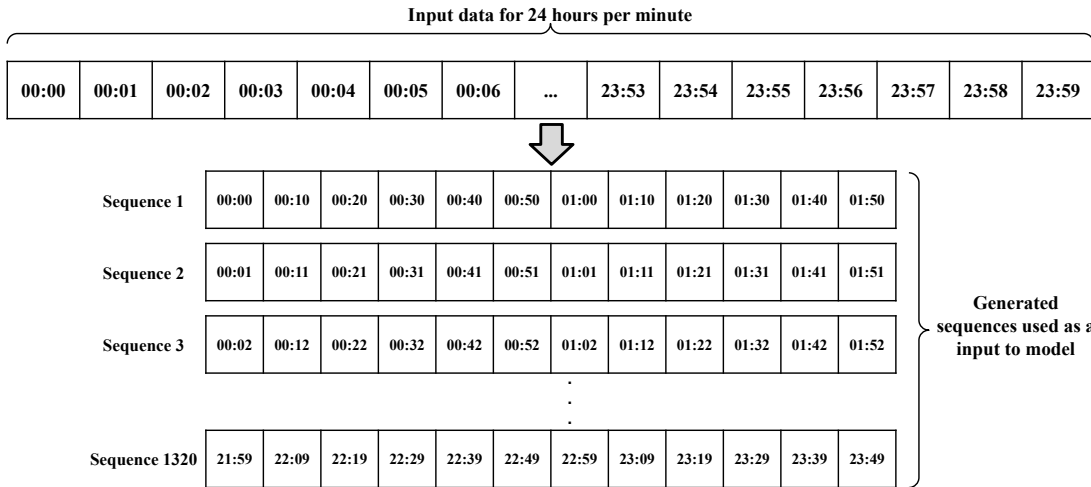 Input data for 24 hours per minute
00:00 00:01 00:02 00:03 00:04 00:05 00:06 ... 23:53 23:54 23:55 23:56 23:57 23:58 23:59
Sequence 1 00:00 00:10 00:20 00:30 00:40 00:50 01:00 01:10 01:20 01:30 01:40 01:50
Sequence 2 00:01 00:11 00:21 00:31 00:41 00:51 01:01 01:11 01:21 01:31 01:41 01:51
Sequence 3 00:02 00:12 00:22 00:32 00:42 00:52 01:02 01:12 01:22 01:32 01:42 01:52
.
.
.
Sequence 1320 21:59 22:09 22:19 22:29 22:39 22:49 22:59 23:09 23:19 23:29 23:39 23:49
Generated
sequences used as a
input to model